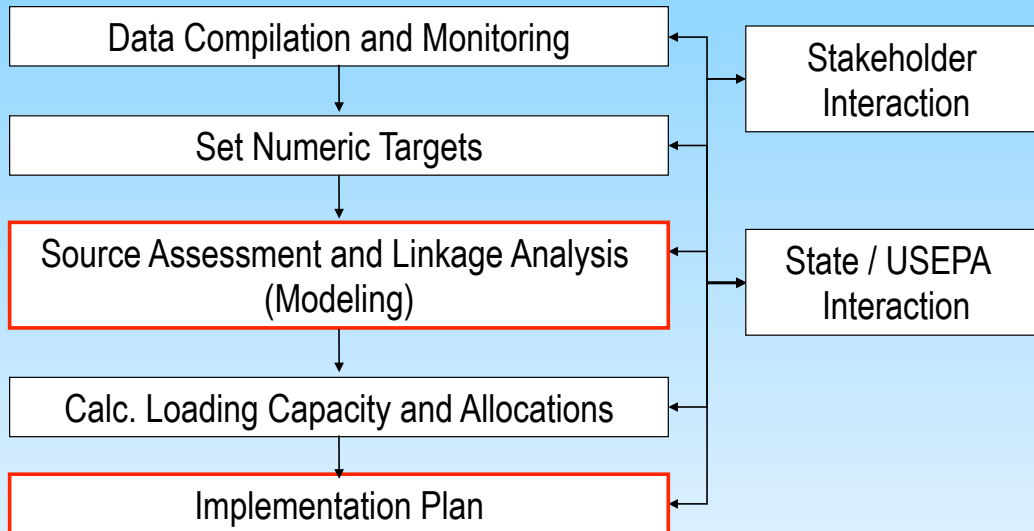 Data Compilation and Monitoring
Set Numeric Targets
Source Assessment and Linkage Analysis
(Modeling)
Calc. Loading Capacity and Allocations
Implementation Plan
Stakeholder
Interaction
State / USEPA
Interaction